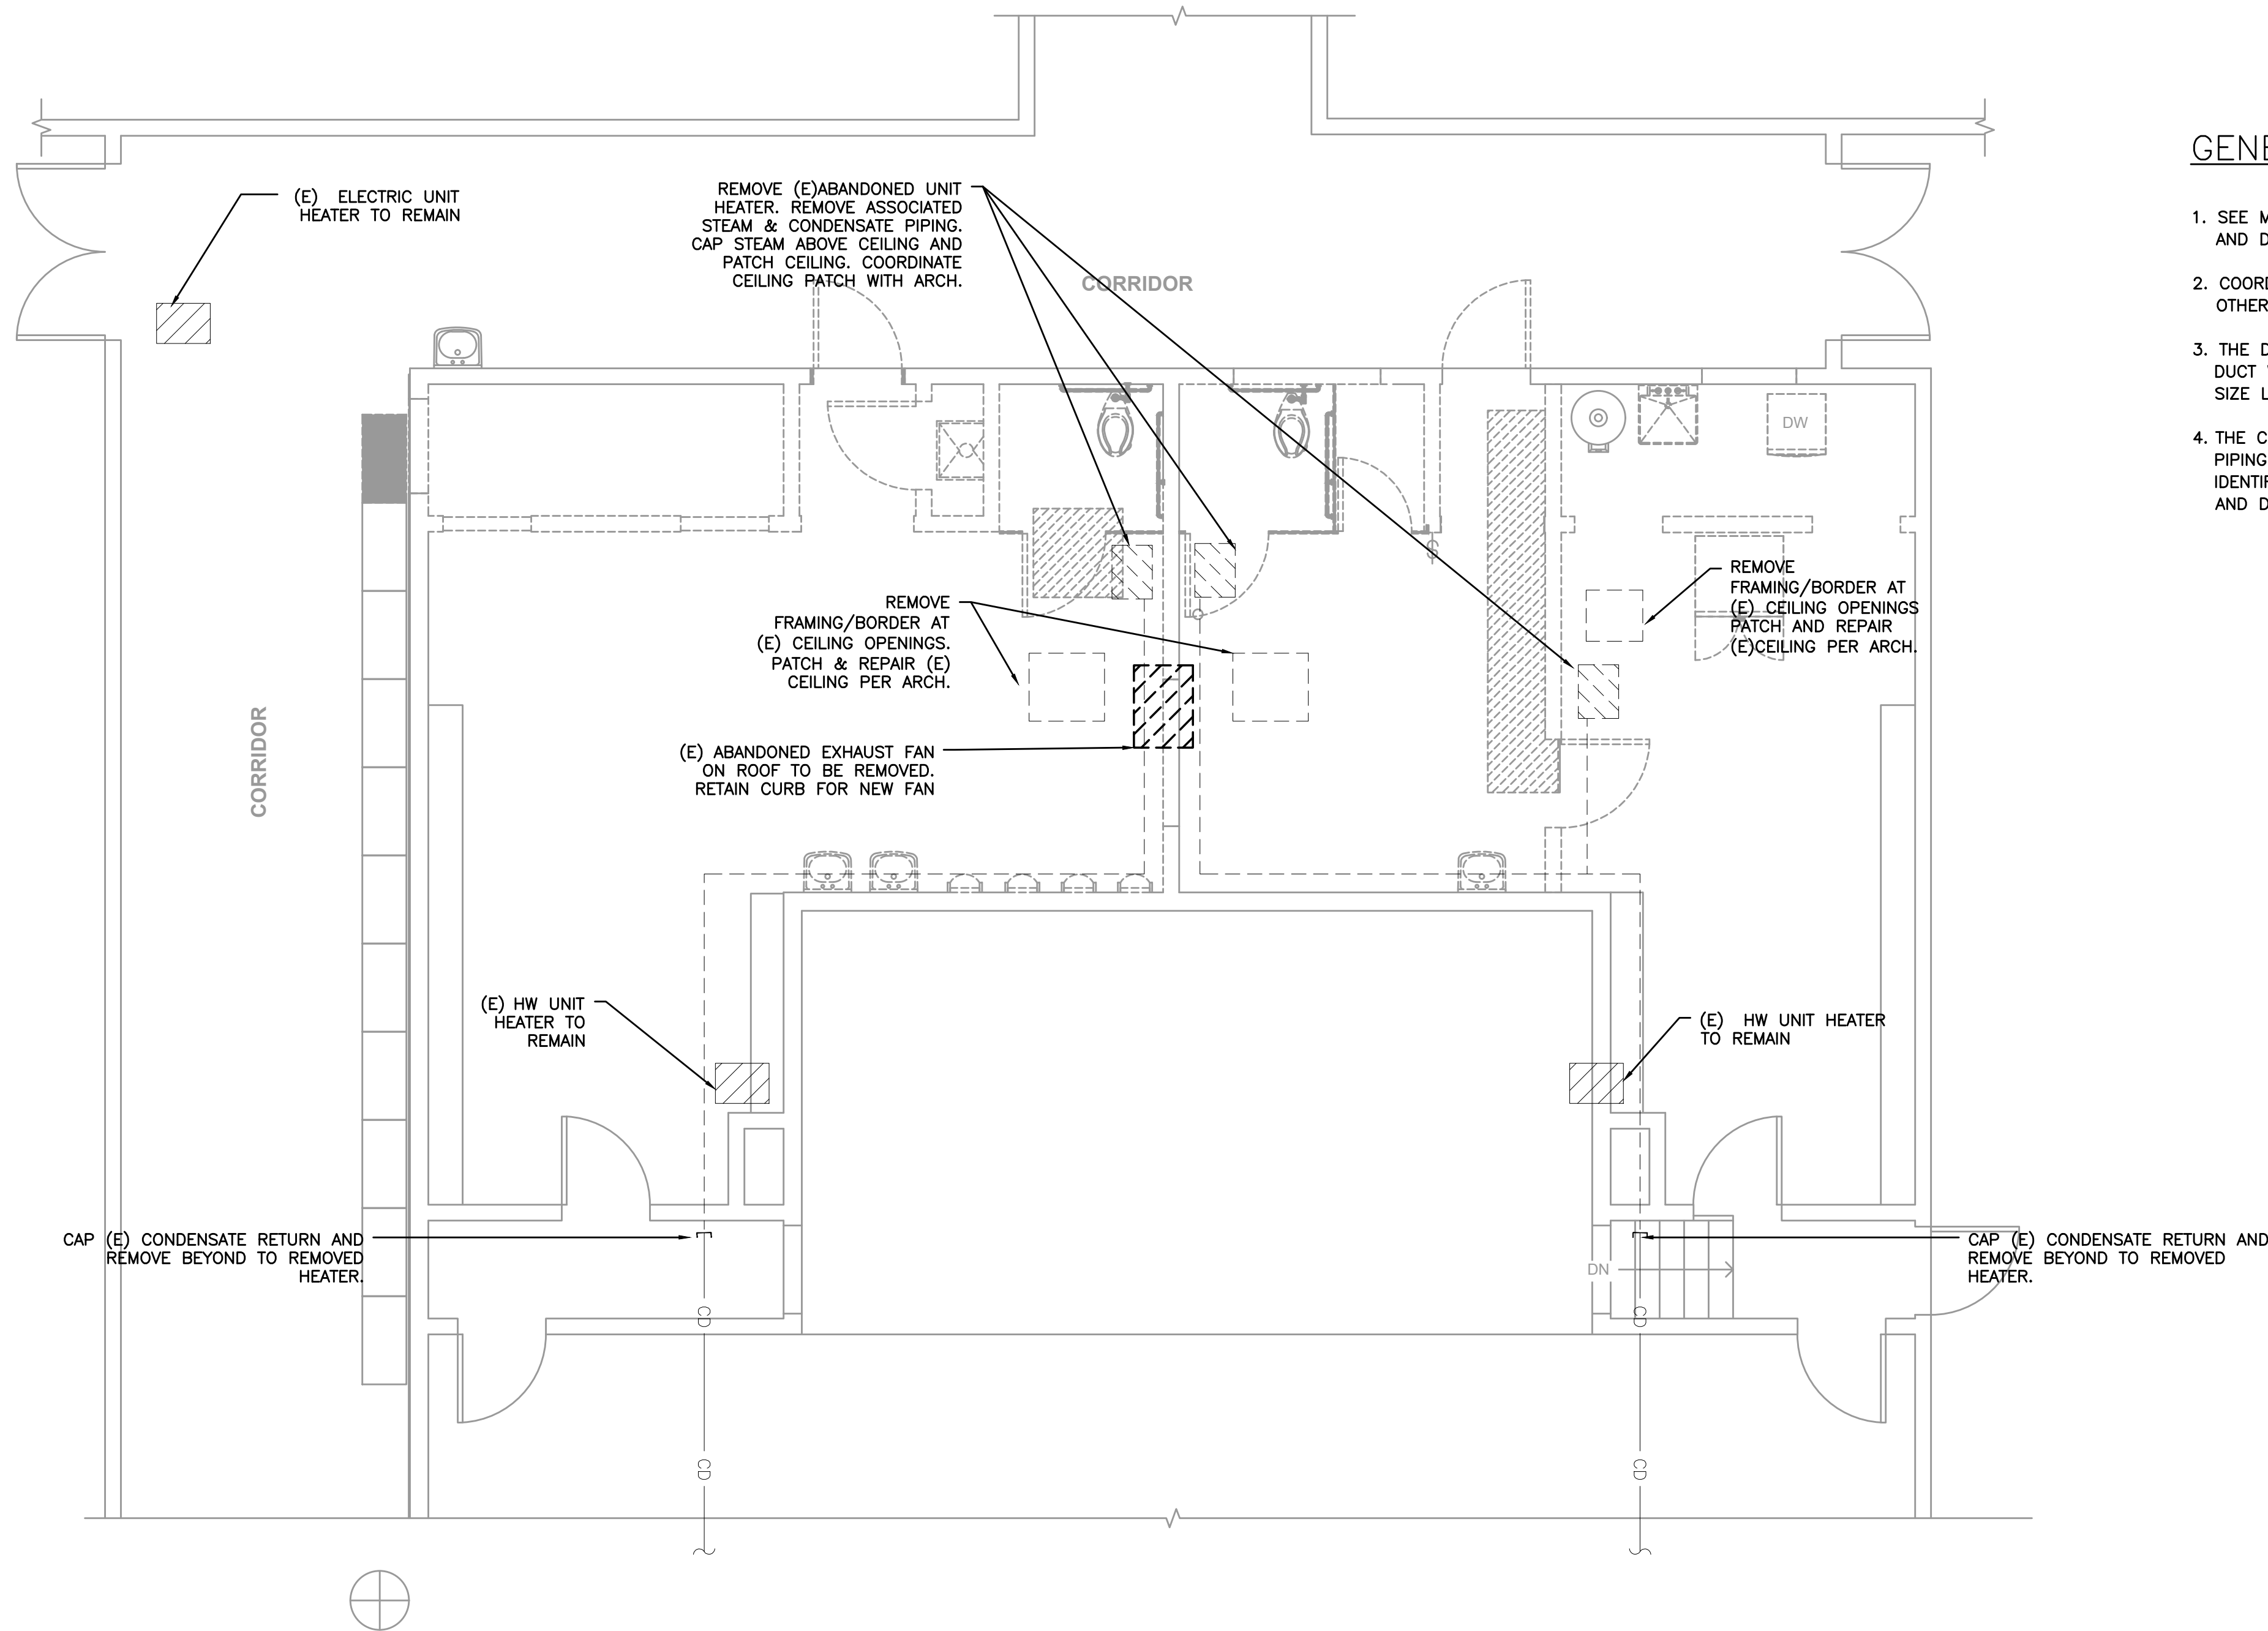 (E) ELECTRIC UNIT
HEATER TO REMAIN
REMOVE (E)ABANDONED UNIT
HEATER. REMOVE ASSOCIATED
STEAM & CONDENSATE PIPING.
CAP STEAM ABOVE CEILING AND
PATCH CEILING. COORDINATE
CEILING PATCH WITH ARCH.
CORRIDOR
DW
REMOVE
FRAMING/BORDER AT
(E) CEILING OPENINGS
PATCH AND REPAIR
(E)CEILING PER ARCH.
REMOVE
FRAMING/BORDER AT
(E) CEILING OPENINGS.
PATCH & REPAIR (E)
CEILING PER ARCH.
CORRIDOR
(E) ABANDONED EXHAUST FAN
ON ROOF TO BE REMOVED.
RETAIN CURB FOR NEW FAN
(E) HW UNIT
HEATER TO
REMAIN
(E) HW UNIT HEATER
TO REMAIN
CAP (E) CONDENSATE RETURN AND
REMOVE BEYOND TO REMOVED
HEATER.
CAP (E) CONDENSATE RETURN AND
REMOVE BEYOND TO REMOVED
HEATER.
DN
CD
CD
CD
CD
1. SEE
AND
2.
OTHER
3. THE
DUCT
SIZE
4. THE
PIPING
AND